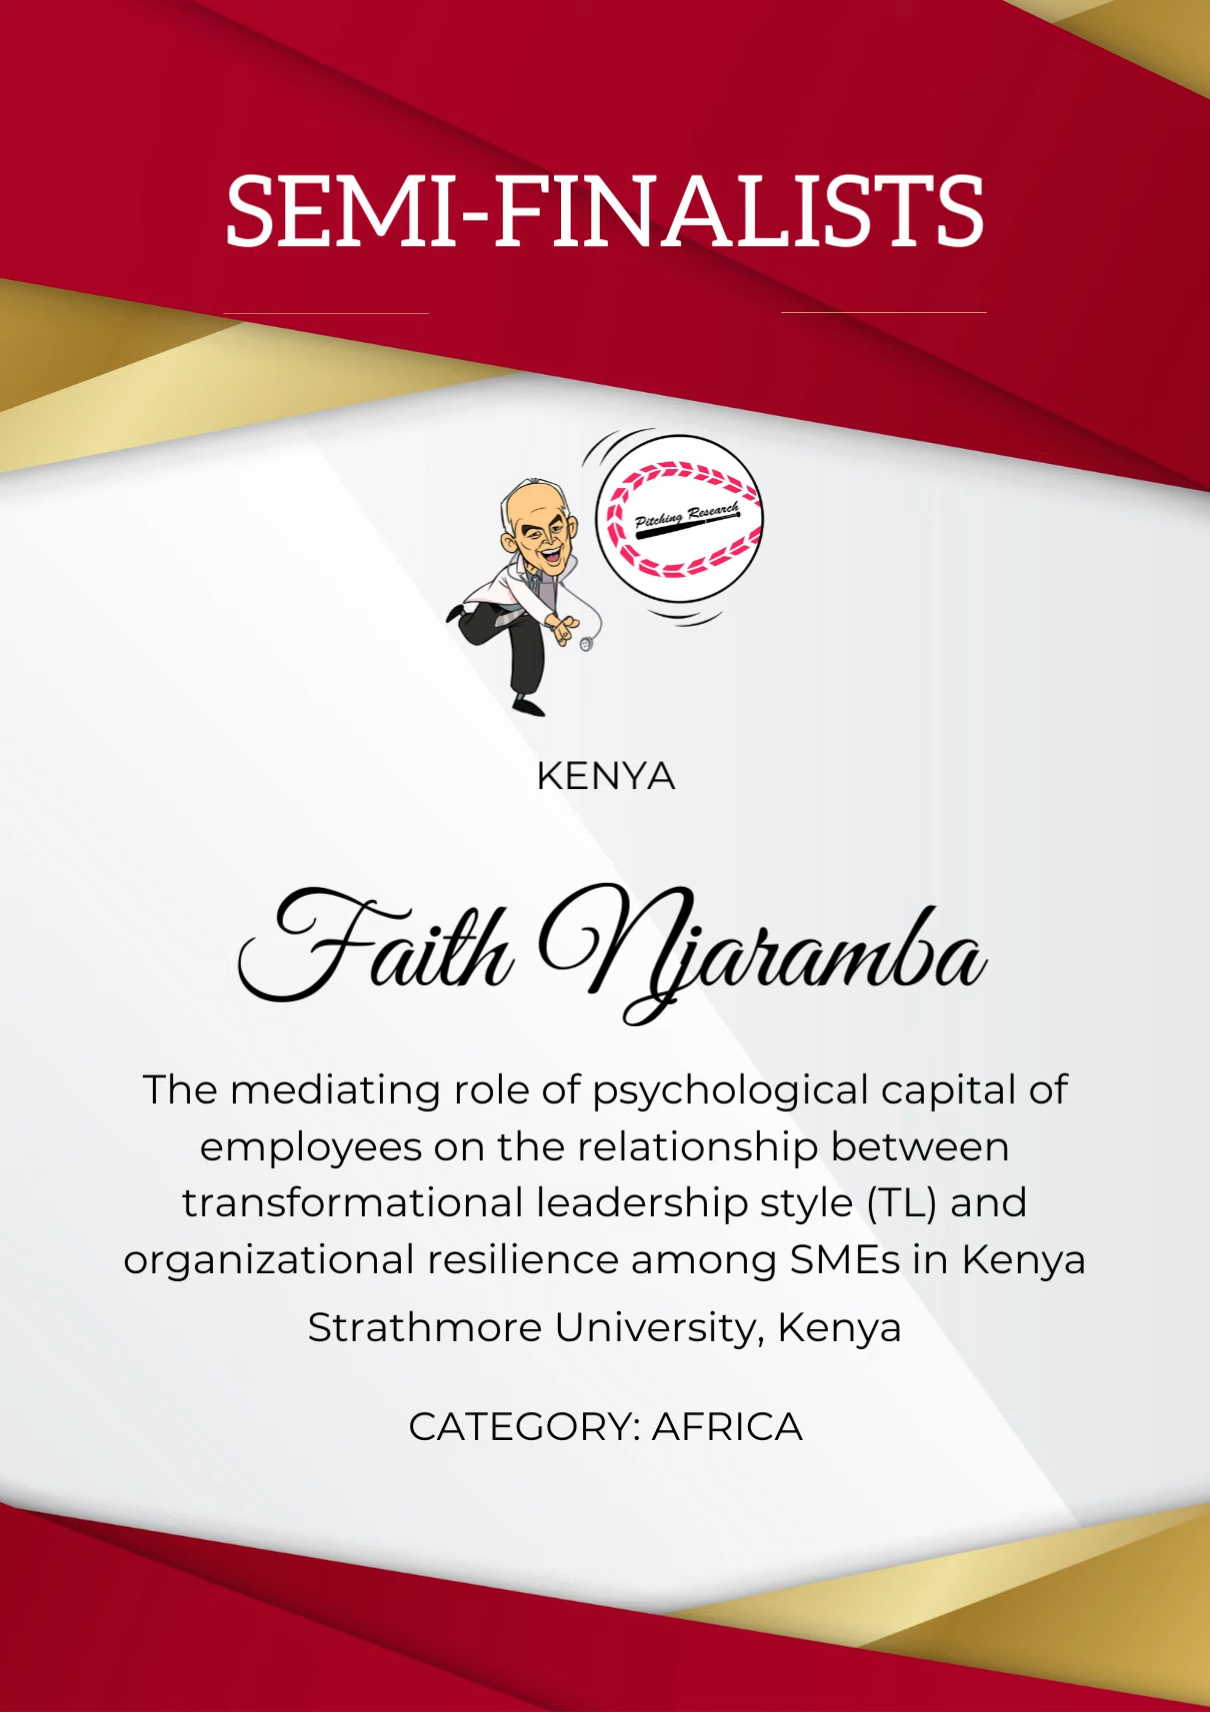 SEMI-FINALISTS
Pitching Research
KENYA
Faith Njaramba
The mediating role of psychological capital of
employees on the relationship between
transformational leadership style (TL) and
organizational resilience among SMEs in Kenya
Strathmore University, Kenya
CATEGORY: AFRICA